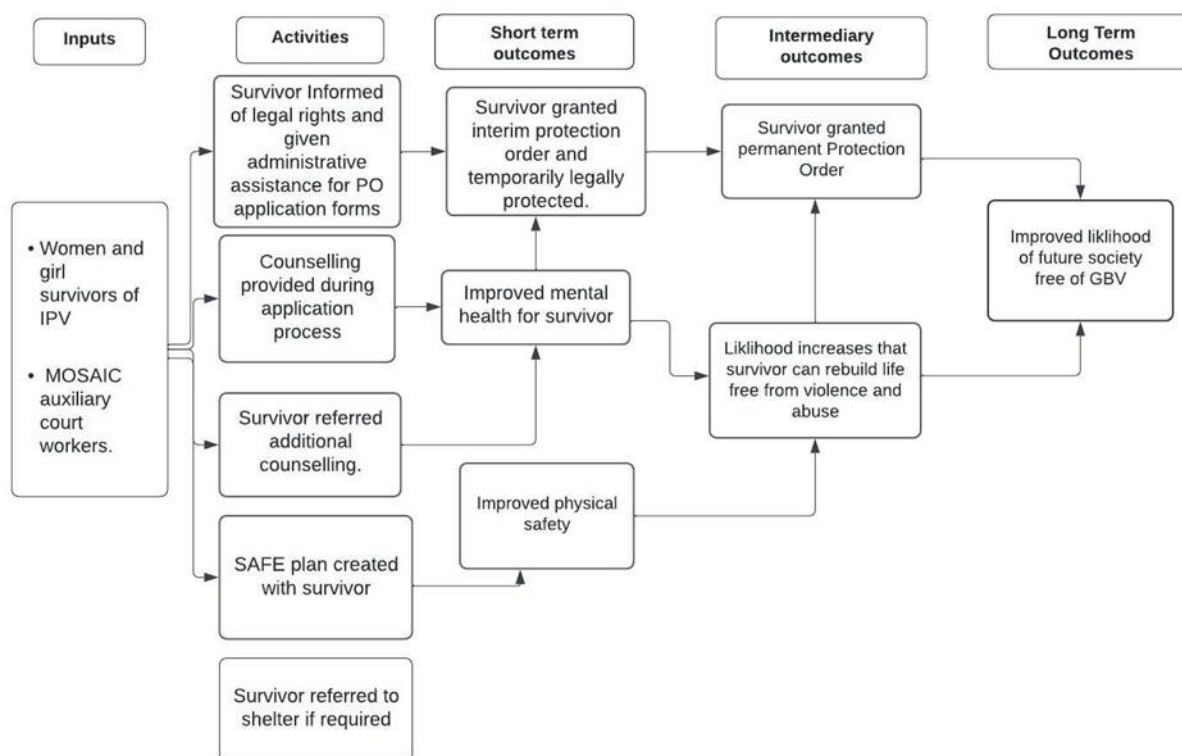 Inputs
Activities
Short term
outcomes
Intermediary
outcomes
Long Term
Outcomes
• Women and
girl
survivors of
IPV
• MOSAIC
auxiliary
court
workers.
Survivor Informed
of legal rights and
given
administrative
assistance for PO
application forms
Counselling
provided during
application
process
Survivor referred
additional
counselling.
SAFE plan created
with survivor
Survivor referred to
shelter if required
Survivor granted
interim protection
order and
temporarily legally
protected.
Improved mental
health for survivor
Improved physical
safety
Survivor granted
permanent Protection
Order
Liklihood increases that
survivor can rebuild life
free from violence and
abuse
Improved liklihood
of future society
free of GBV